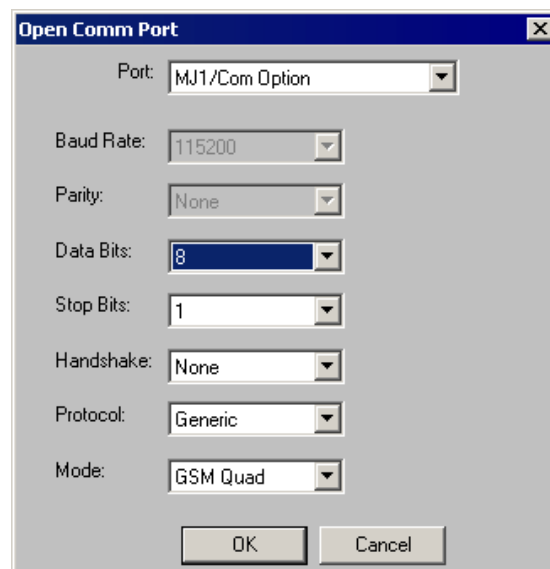 Open Comm Port
Port: MJ1/Com Option
Baud Rate: 115200
Parity: None
Data Bits: 8
Stop Bits: 1
Handshake: None
Protocol: Generic
Mode: GSM Quad
OK Cancel